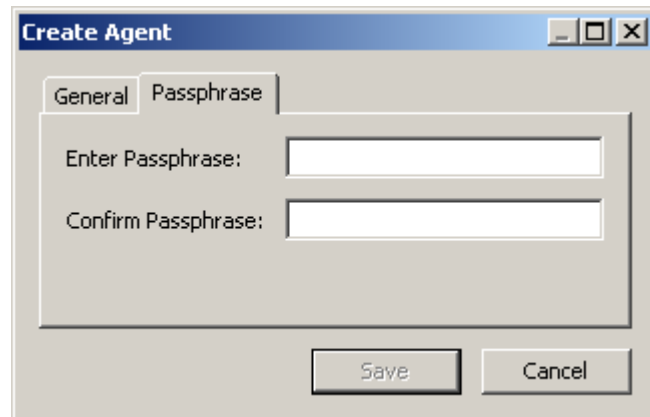 Create Agent
General Passphrase
Enter Passphrase:
Confirm Passphrase:
Save Cancel